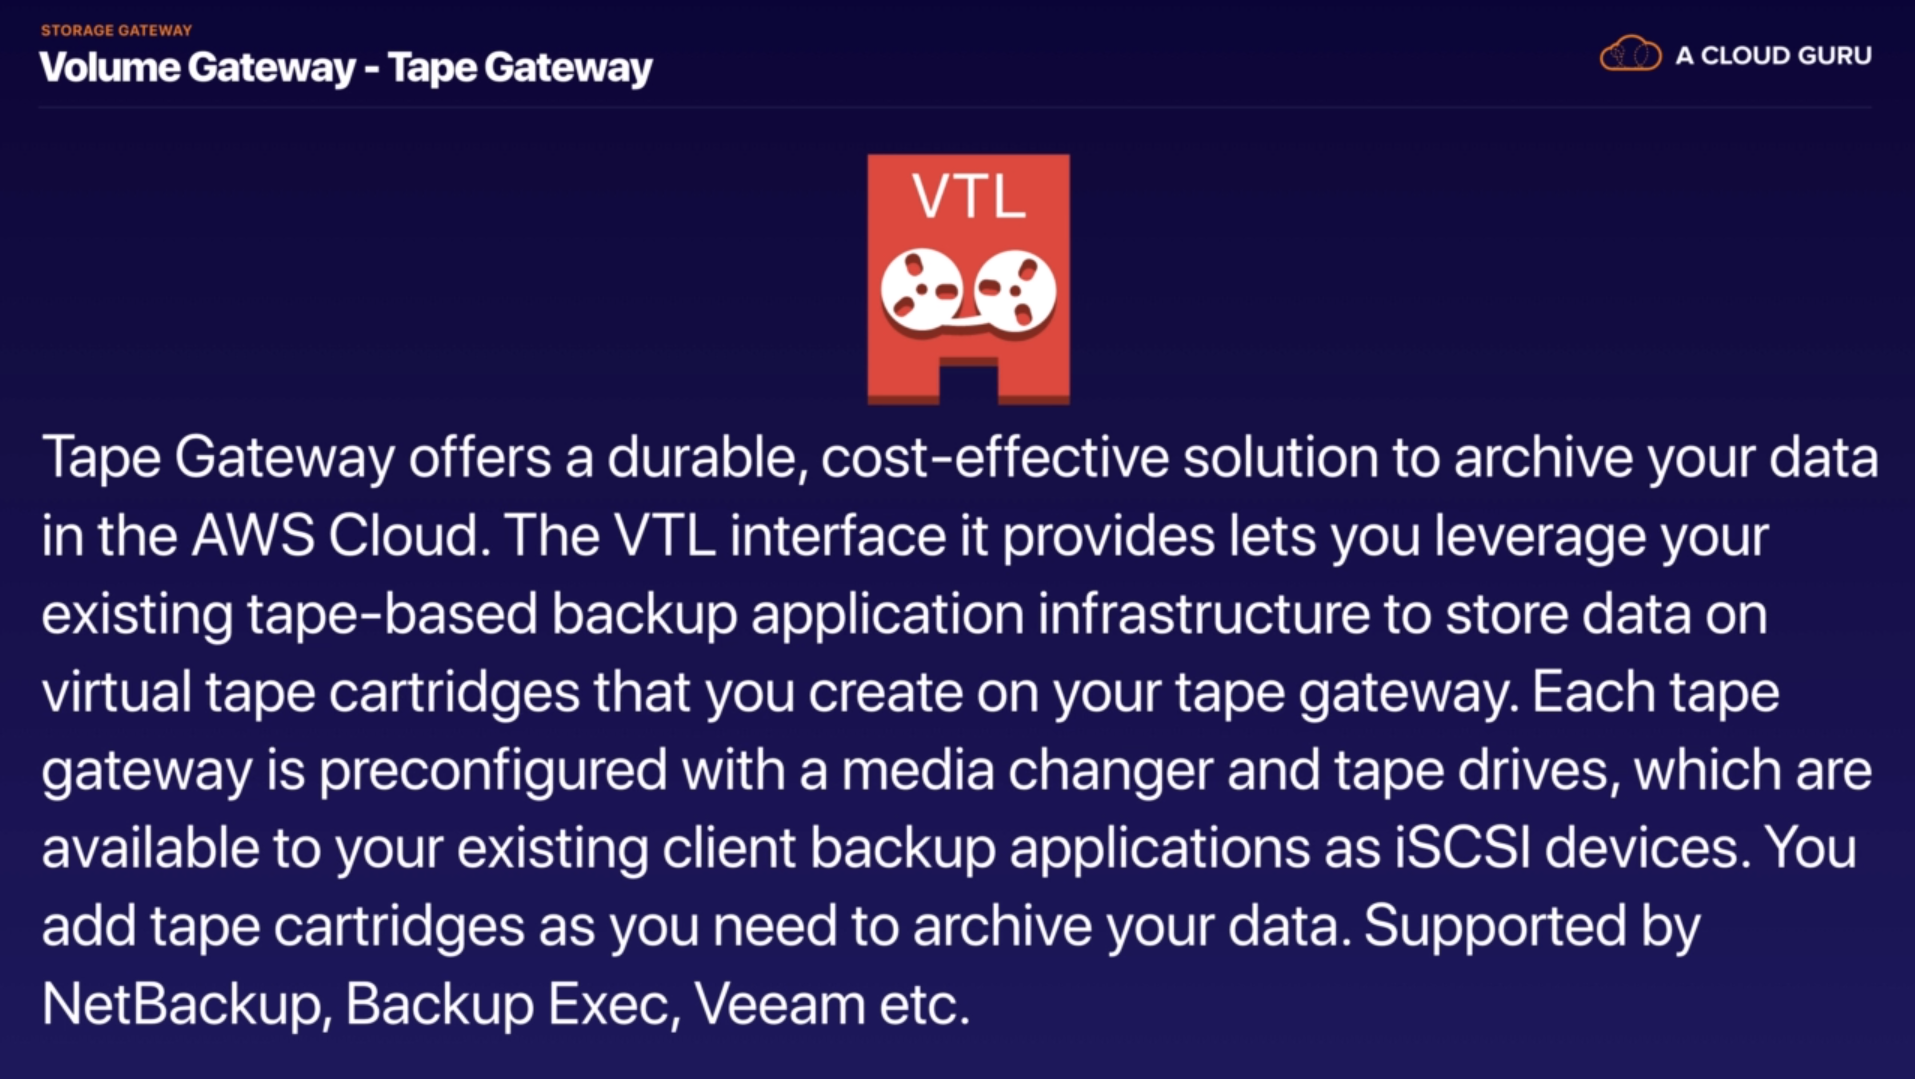 STORAGE GATEWAY
Volume Gateway - Tape Gateway
A CLOUD GURU
VTL
Tape Gateway offers a durable, cost-effective solution to archive your data
in the AWS Cloud. The VTL interface it provides lets you leverage your
existing tape-based backup application infrastructure to store data on
virtual tape cartridges that you create on your tape gateway. Each tape
gateway is preconfigured with a media changer and tape drives, which are
available to your existing client backup applications as iSCSI devices. You
add tape cartridges as you need to archive your data. Supported by
NetBackup, Backup Exec, Veeam etc.